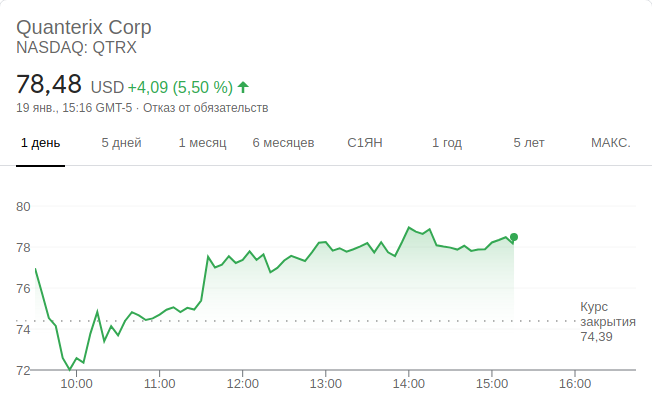 Quanterix Corp
NASDAQ: QTRX
78,48 USD +4,09 (5,50 %)
19 янв., 15:16 GMT-5 · Отказ от обязательств
1 день 5 дней 1 месяц 6 месяцев С1ЯН 1 год 5 лет МАКС.
80
78
76
74
72
Курс
закрытия
74,39
10:00 11:00 12:00 13:00 14:00 15:00 16:00